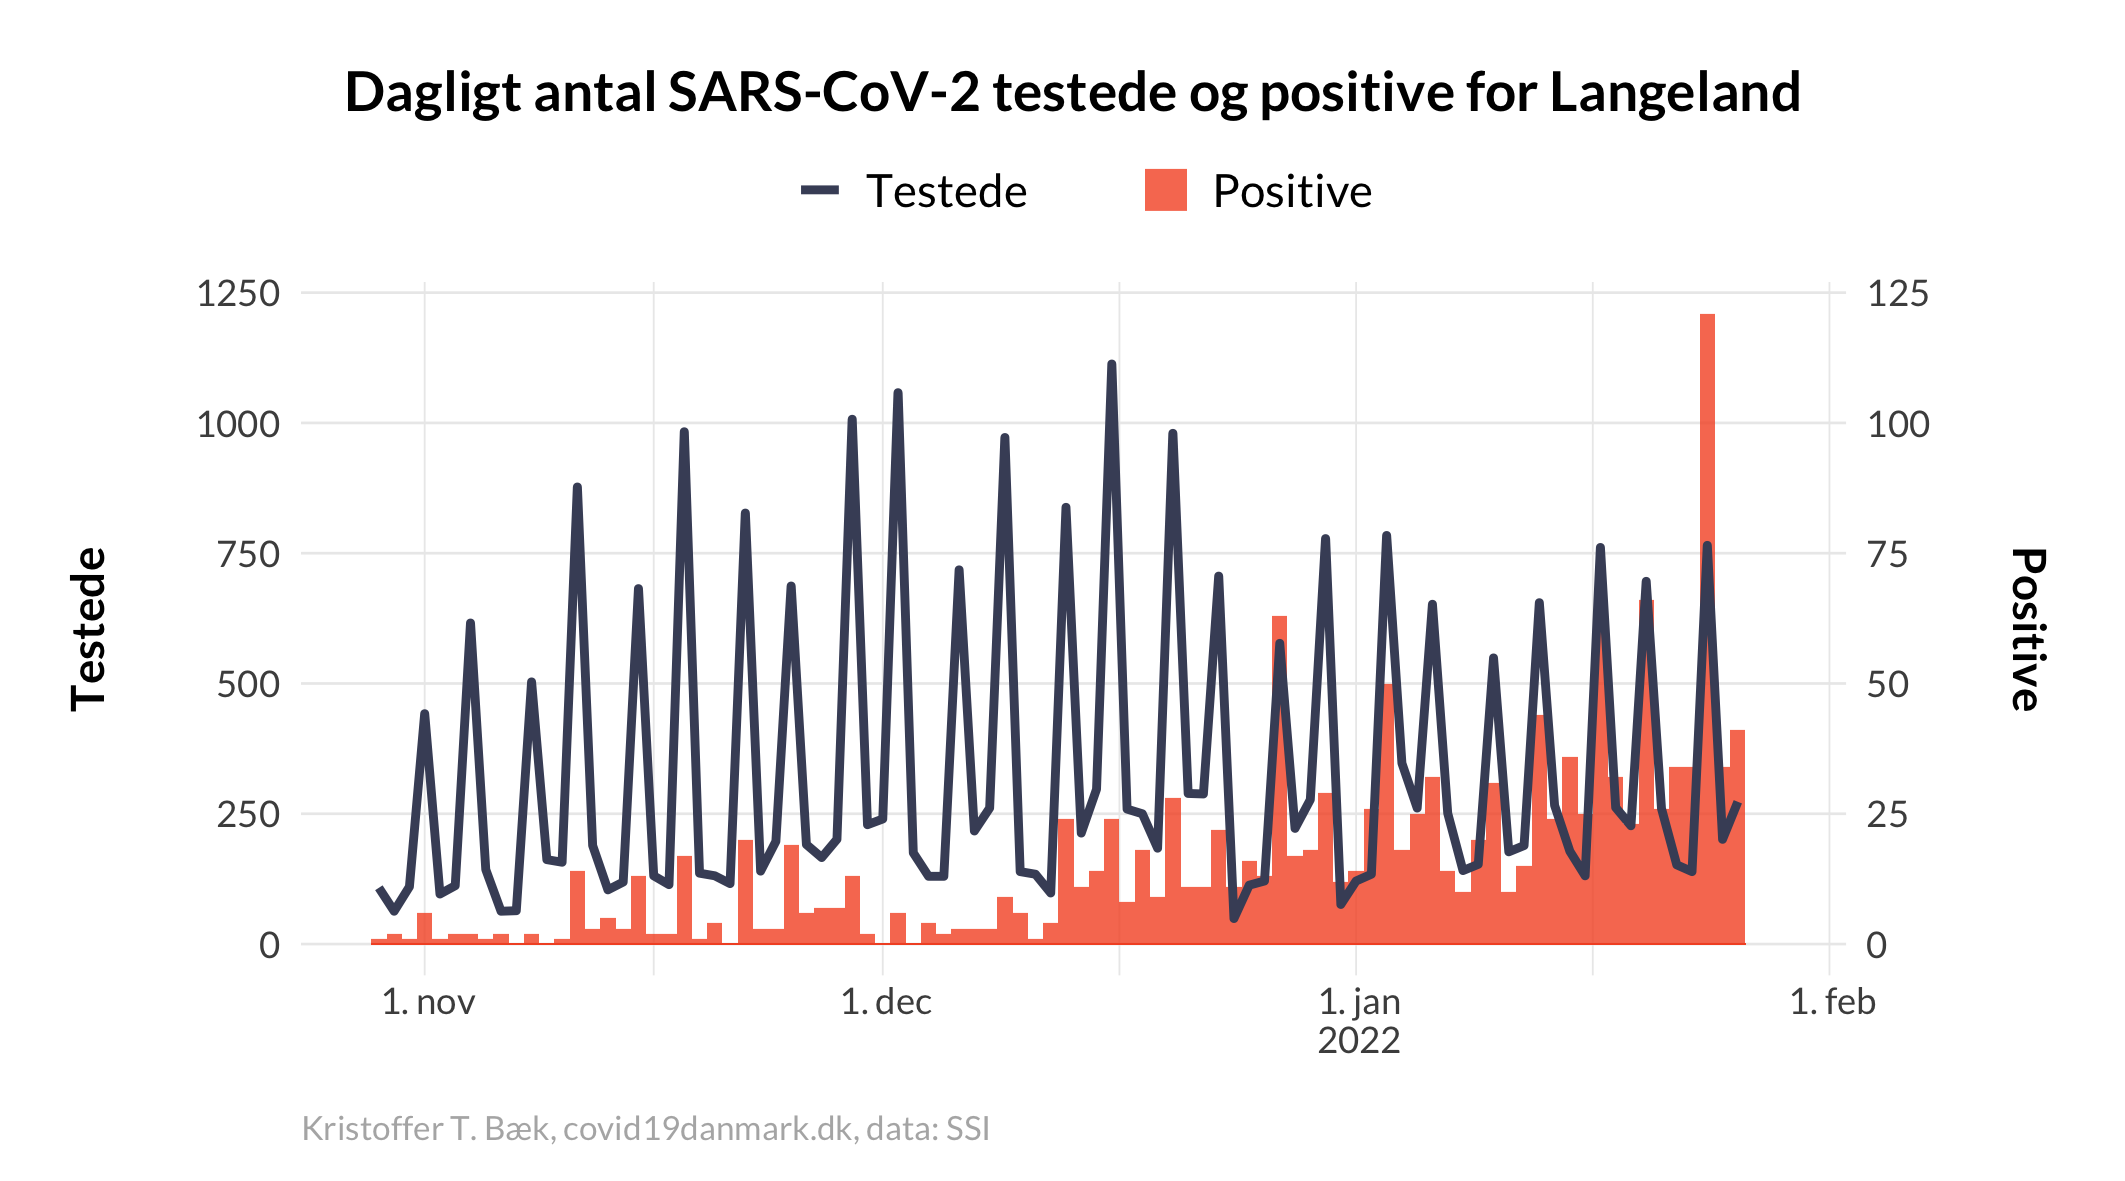 Dagligt antal SARS-CoV-2 testede og positive for Langeland
Testede Positive
1250 125
1000 100
750 75
500 50
250 25
0 0
Testede
Positive
1. nov 1. dec 1. jan 1. feb
2022
Kristoffer T. Bæk, covid19danmark.dk, data: SSI